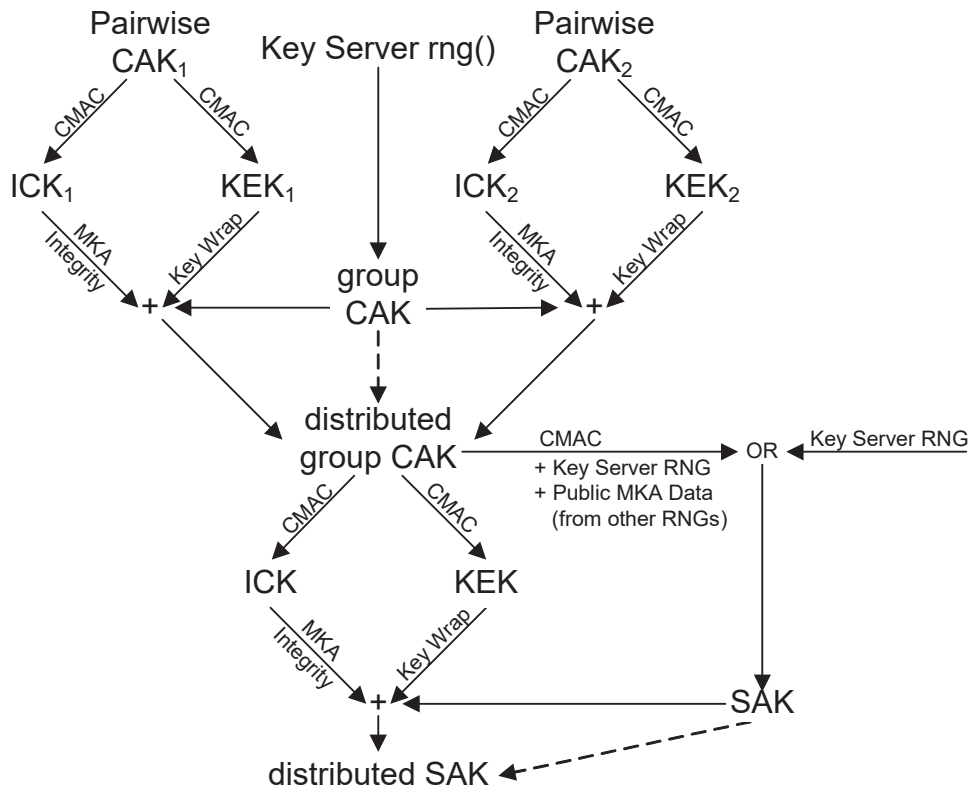 Pairwise
CAK₁
Key Server rng()
Pairwise
CAK₂
CMAC
CMAC
CMAC
CMAC
ICK₁
KEK₁
ICK₂
KEK₂
MKA
Integrity
Key Wrap
MKA
Integrity
Key Wrap
group
CAK
+
+
distributed
group CAK
CMAC
+ Key Server RNG
+ Public MKA Data
(from other RNGs)
OR
Key Server RNG
CMAC
CMAC
ICK
KEK
MKA
Integrity
Key Wrap
+
SAK
distributed SAK